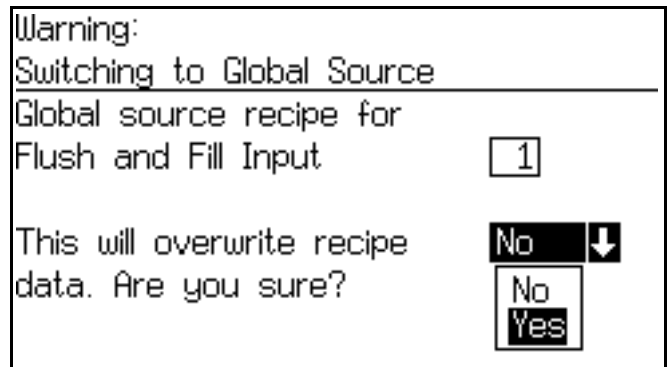 Warning:
Switching to Global Source
Global source recipe for
Flush and Fill Input 1
This will overwrite recipe No
data. Are you sure? No
Yes